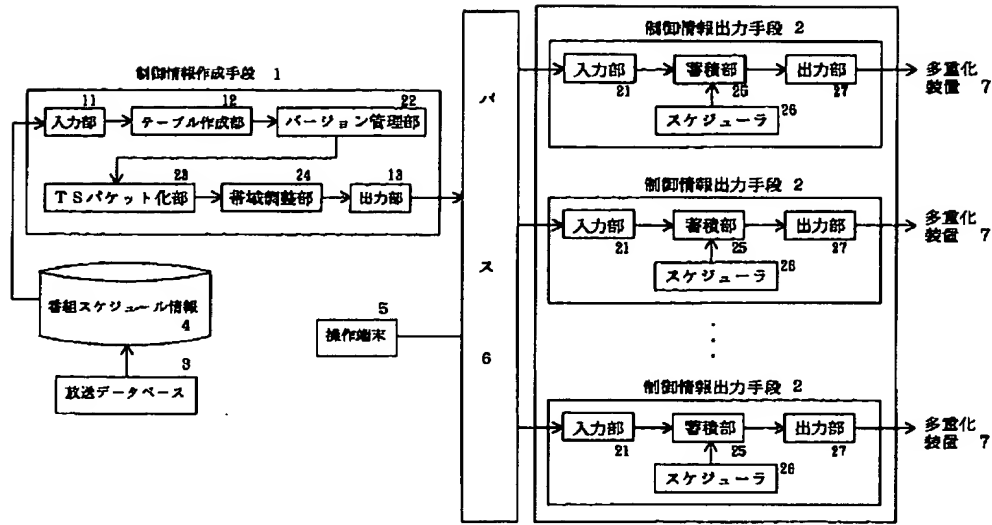 制御情報作成手段 1
11
12
22
入力部
テーブル作成部
バージョン管理部
23
24
13
TSパケット化部
帯域調整部
出力部
番組スケジュール情報
4
3
放送データベース
5
操作端末
バス
6
制御情報出力手段 2
入力部
蓄積部
出力部
21
25
27
スケジューラ
26
多重化
装置 7
制御情報出力手段 2
入力部
蓄積部
出力部
21
25
27
スケジューラ
26
多重化
装置 7
制御情報出力手段 2
入力部
蓄積部
出力部
21
25
27
スケジューラ
26
多重化
装置 7